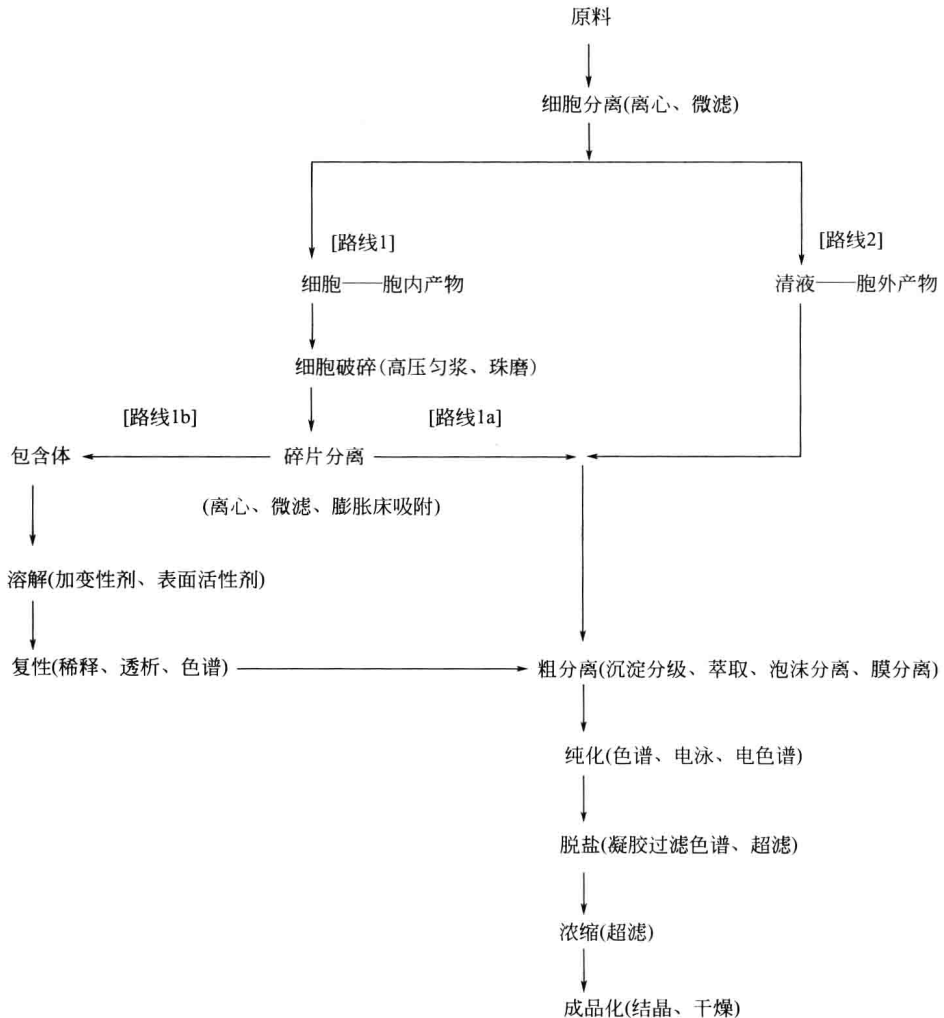 原料
细胞分离(离心、微滤)
[路线1]
[路线2]
细胞——胞内产物
清液——胞外产物
细胞破碎(高压匀浆、珠磨)
[路线1b]
[路线1a]
包含体
碎片分离
(离心、微滤、膨胀床吸附)
溶解(加变性剂、表面活性剂)
复性(稀释、透析、色谱)
粗分离(沉淀分级、萃取、泡沫分离、膜分离)
纯化(色谱、电泳、电色谱)
脱盐(凝胶过滤色谱、超滤)
浓缩(超滤)
成品化(结晶、干燥)